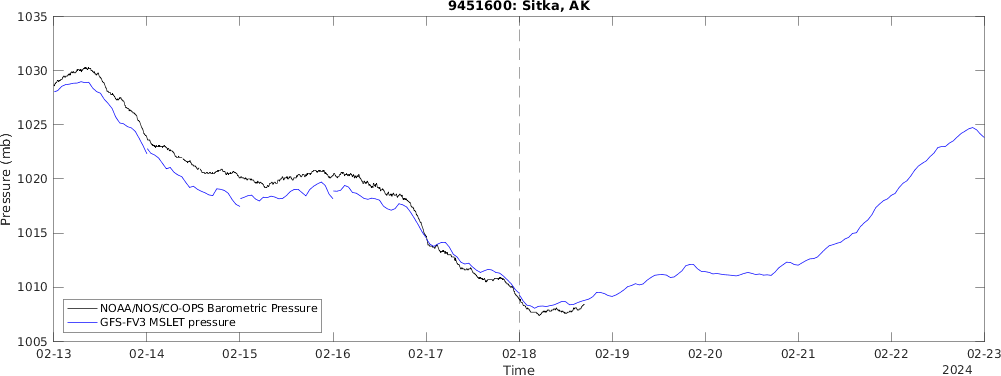 9451600: Sitka, AK
Pressure (mb)
1035
1030
1025
1020
1015
1010
1005
NOAA/NOS/CO-OPS Barometric Pressure
GFS-FV3 MSLET pressure
02-13 02-14 02-15 02-16 02-17 02-18 02-19 02-20 02-21 02-22 02-23
Time
2024